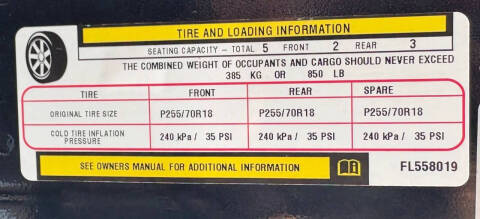 TIRE AND LOADING INFORMATION
SEATING CAPACITY - TOTAL 5 FRONT 2 REAR 3
THE COMBINED WEIGHT OF OCCUPANTS AND CARGO SHOULD NEVER EXCEED
385 KG OR 850 LB
TIRE FRONT REAR SPARE
ORIGINAL TIRE SIZE P255/70R18 P255/70R18 P255/70R18
COLD TIRE INFLATION PRESSURE 240 kPa / 35 PSI 240 kPa / 35 PSI 240 kPa / 35 PSI
SEE OWNERS MANUAL FOR ADDITIONAL INFORMATION FL558019